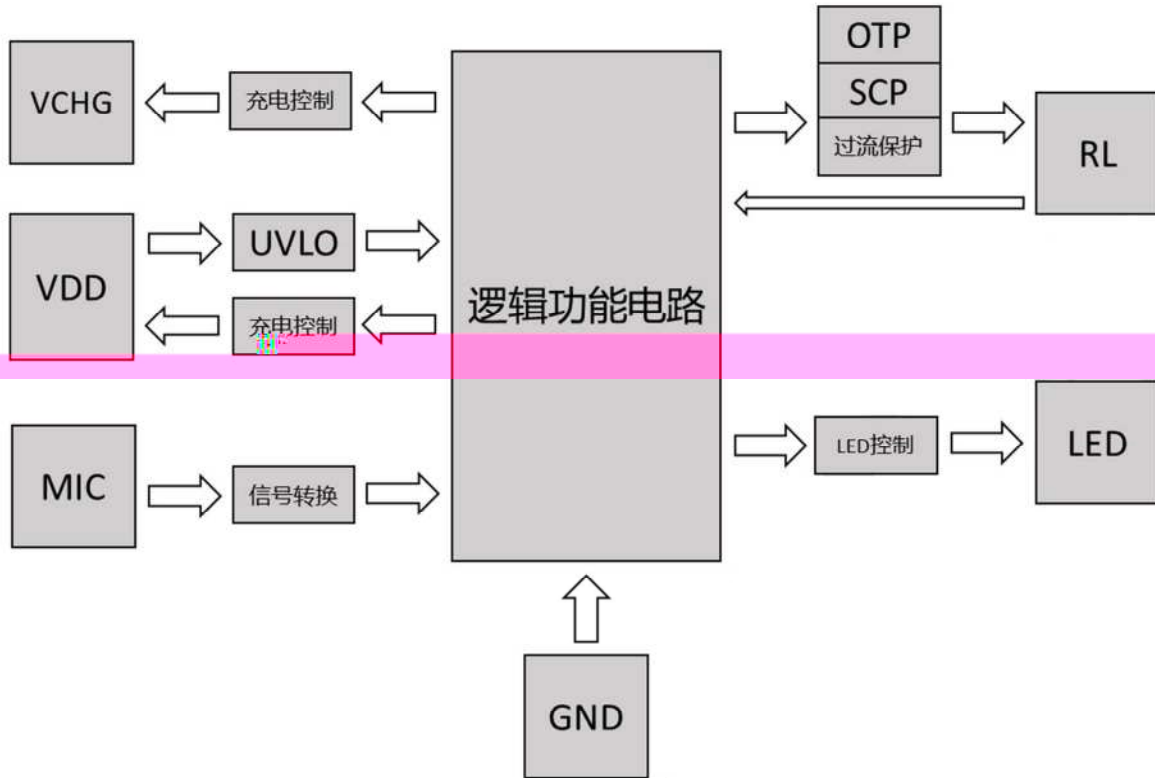 VCHG
充电控制
VDD
UVLO
充电控制
MIC
信号转换
逻辑功能电路
OTP
SCP
过流保护
RL
LED控制
LED
GND